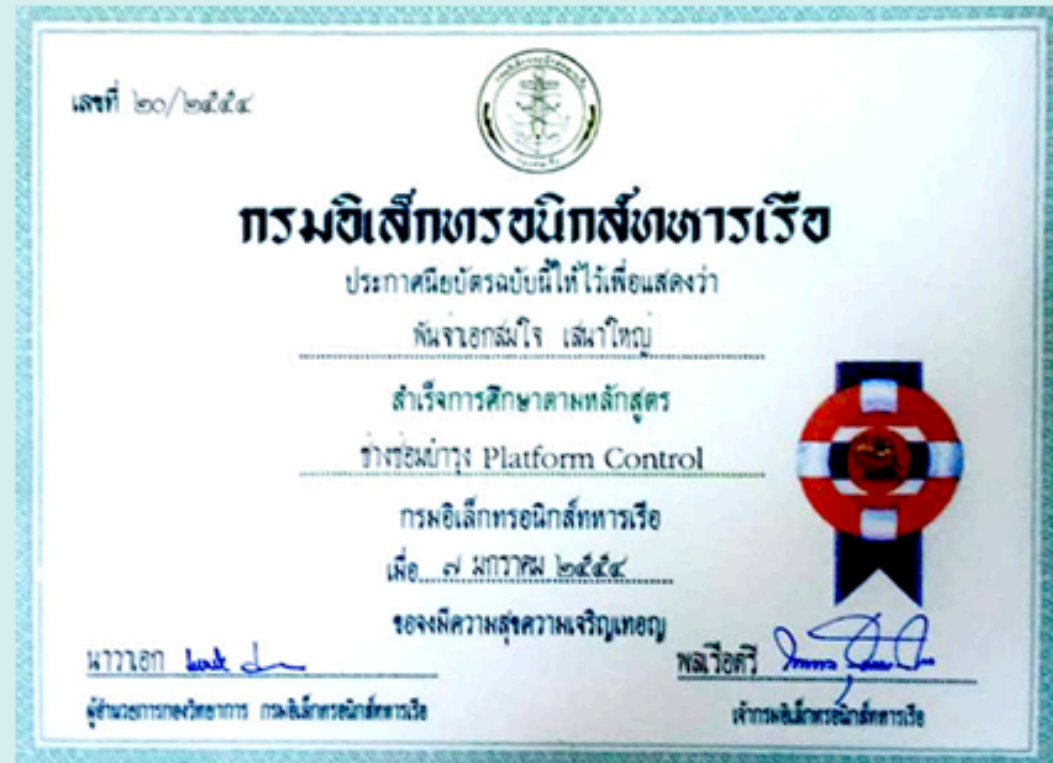 เลขที่ ๒๐/๒๕๕๔
กรมอิเล็กทรอนิกส์ทหารเรือ
ประกาศนียบัตรฉบับนี้ให้ไว้เพื่อแสดงว่า
พันจ่าเอกสมใจ เสนาใหญ่
สำเร็จการศึกษาตามหลักสูตร
ช่างซ่อมบำรุง Platform Control
กรมอิเล็กทรอนิกส์ทหารเรือ
เมื่อ ๗ มกราคม ๒๕๕๔
ขอจงมีความสุขความเจริญเทอญ
นาวาเอก
พลเรือตรี
ผู้อำนวยการกองวิทยาการ กรมอิเล็กทรอนิกส์ทหารเรือ
เจ้ากรมอิเล็กทรอนิกส์ทหารเรือ